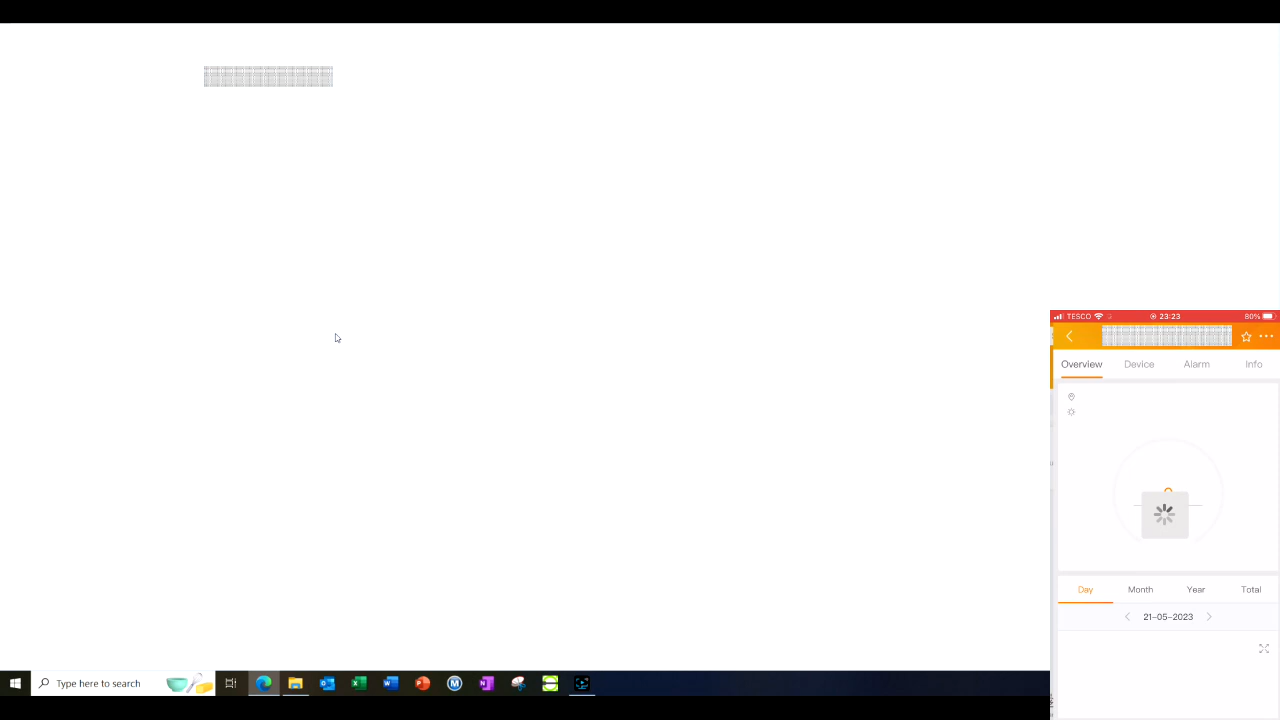 TESCO 23:23 80%
Overview Device Alarm Info
Day Month Year Total
21-05-2023
Type here to search